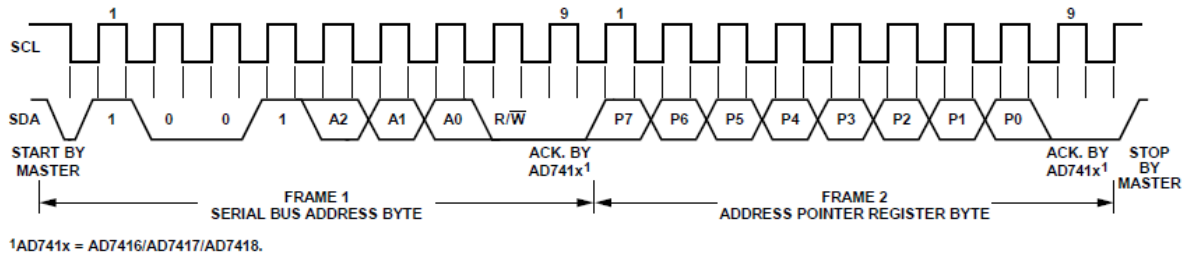 1 9 1 9
SCL
SDA 1 0 0 1 A2 A1 A0 R/W̅ P7 P6 P5 P4 P3 P2 P1 P0
START BY MASTER
ACK. BY AD741x¹
ACK. BY AD741x¹
STOP BY MASTER
FRAME 1
SERIAL BUS ADDRESS BYTE
FRAME 2
ADDRESS POINTER REGISTER BYTE
¹AD741x = AD7416/AD7417/AD7418.